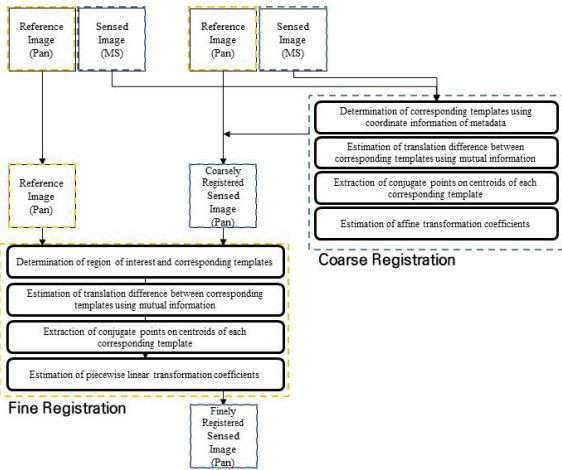 Reference
Image
(Pan)
Sensed
Image
(MS)
Reference
Image
(Pan)
Sensed
Image
(MS)
Determination of corresponding templates using
coordinate information of metadata
Estimation of translation difference between
corresponding templates using mutual information
Extraction of conjugate points on centroids of each
corresponding template
Estimation of affine transformation coefficients
Coarse Registration
Reference
Image
(Pan)
Coarsely
Registered
Sensed
Image
(Pan)
Determination of region of interest and corresponding templates
Estimation of translation difference between corresponding
templates using mutual information
Extraction of conjugate points on centroids of each
corresponding template
Estimation of piecewise linear transformation coefficients
Fine Registration
Finely
Registered
Sensed
Image
(Pan)